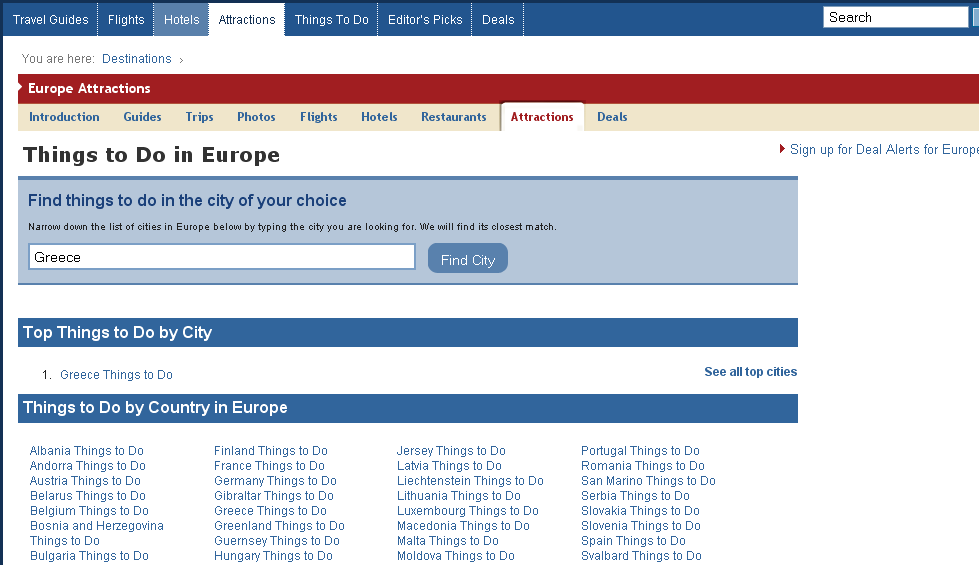 Travel Guides Flights Hotels Attractions Things To Do Editor's Picks Deals Search
You are here: Destinations ›
Europe Attractions
Introduction Guides Trips Photos Flights Hotels Restaurants Attractions Deals
Things to Do in Europe
Sign up for Deal Alerts for Europe
Find things to do in the city of your choice
Narrow down the list of cities in Europe below by typing the city you are looking for. We will find its closest match.
Greece Find City
Top Things to Do by City
1. Greece Things to Do See all top cities
Things to Do by Country in Europe
Albania Things to Do
Andorra Things to Do
Austria Things to Do
Belarus Things to Do
Belgium Things to Do
Bosnia and Herzegovina
Things to Do
Bulgaria Things to Do
Finland Things to Do
France Things to Do
Germany Things to Do
Gibraltar Things to Do
Greece Things to Do
Greenland Things to Do
Guernsey Things to Do
Hungary Things to Do
Jersey Things to Do
Latvia Things to Do
Liechtenstein Things to Do
Lithuania Things to Do
Luxembourg Things to Do
Macedonia Things to Do
Malta Things to Do
Moldova Things to Do
Portugal Things to Do
Romania Things to Do
San Marino Things to Do
Serbia Things to Do
Slovakia Things to Do
Slovenia Things to Do
Spain Things to Do
Svalbard Things to Do